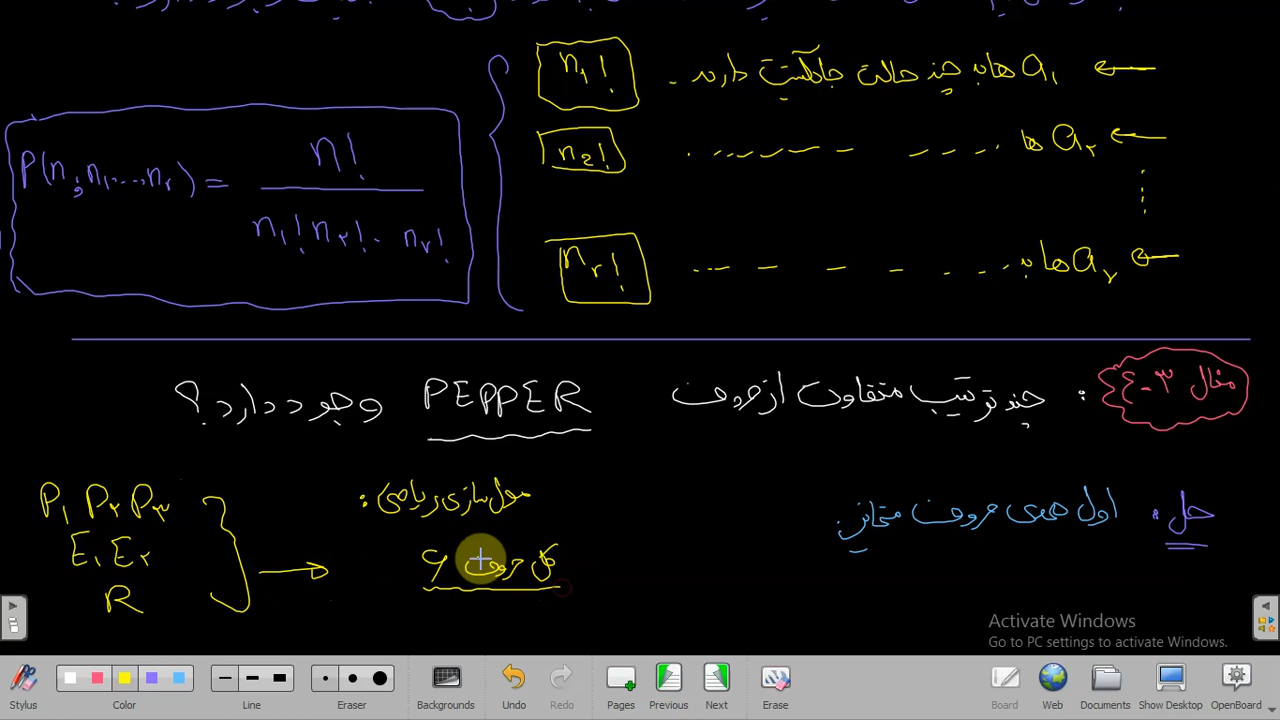 ← a₁ ها به چند حالت جایگشت دارند . n₁!
← a₂ ها n₂!
← a_r ها به n_r!
P(n; n₁, ..., n_r) = n! / n₁! n₂! ... n_r!
مثال ۳-۴ : چند ترتیب متفاوت از حروف PEPPER وجود دارد ؟
حل : اول همه‌ی حروف متمایز
مدل سازی ریاضی :
کل حروف ۶
P₁ P₂ P₃
E₁ E₂
R
Activate Windows
Go to PC settings to activate Windows.
Stylus Color Line Eraser Backgrounds Undo Redo Pages Previous Next Erase Board Web Documents Show Desktop OpenBoard